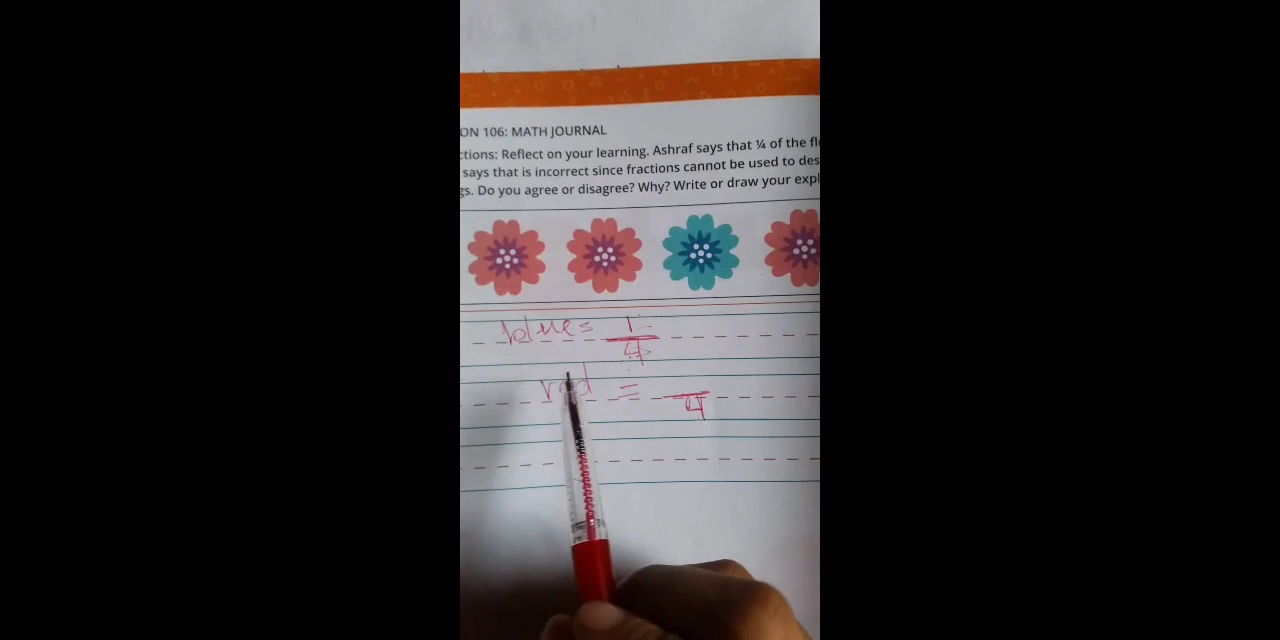 ON 106: MATH JOURNAL
ctions: Reflect on your learning. Ashraf says that ¼ of the fl
says that is incorrect since fractions cannot be used to des
gs. Do you agree or disagree? Why? Write or draw your expl
blue = 1/4
red = /4